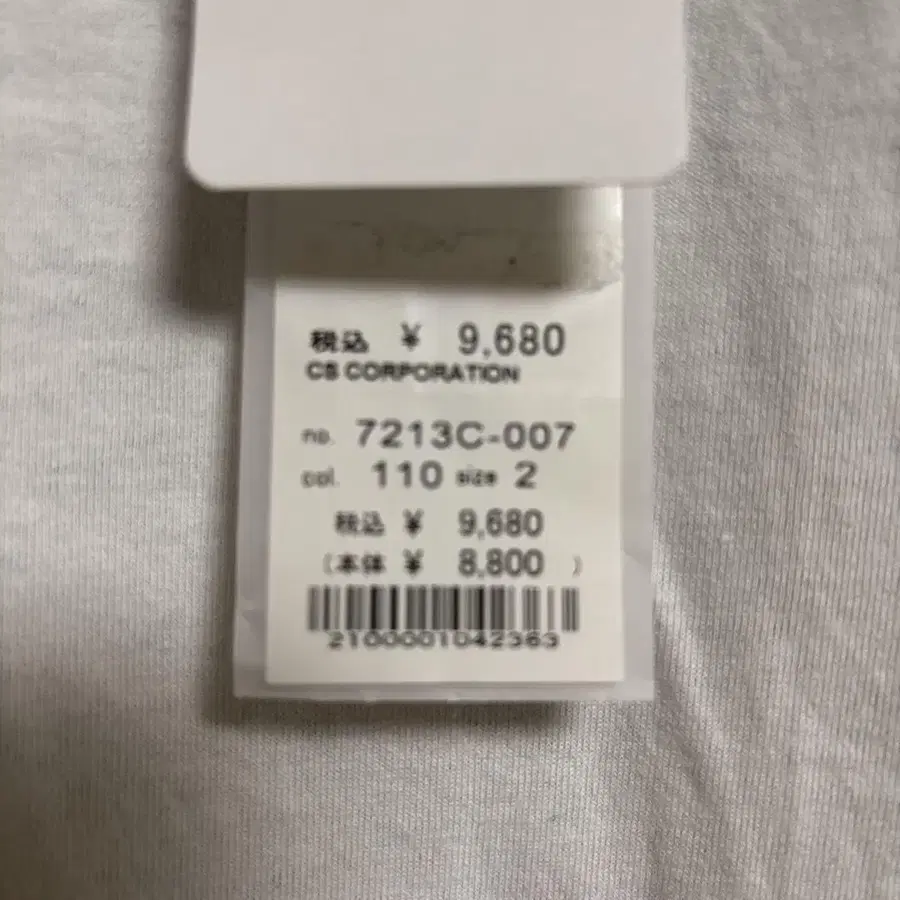 税込 ¥ 9,680
CS CORPORATION
no. 7213C-007
col. 110 size 2
税込 ¥ 9,680
(本体 ¥ 8,800 )
2100001042363